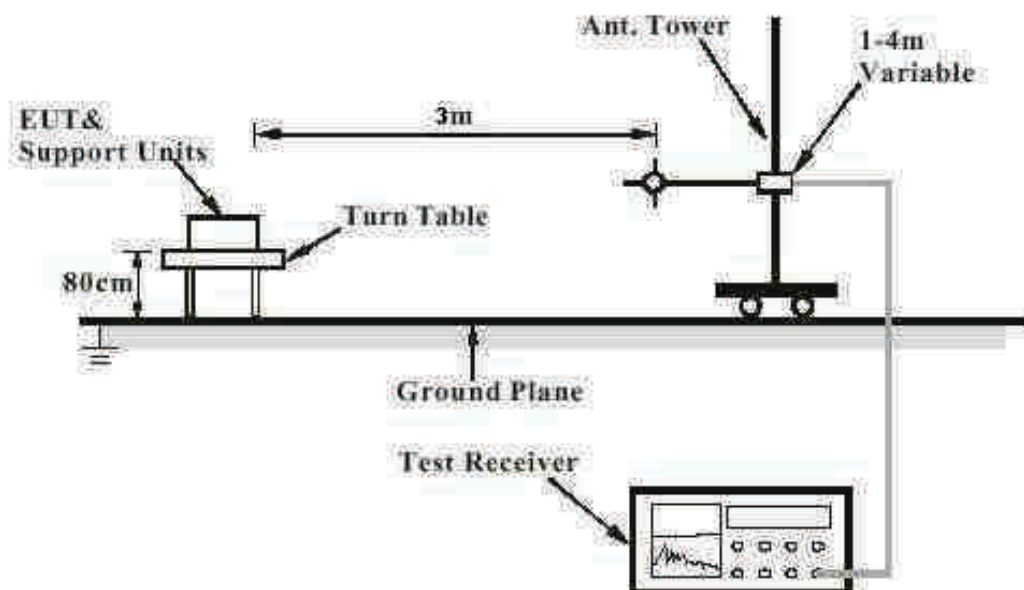 Ant. Tower
1-4m
Variable
3m
EUT&
Support Units
Turn Table
80cm
Ground Plane
Test Receiver